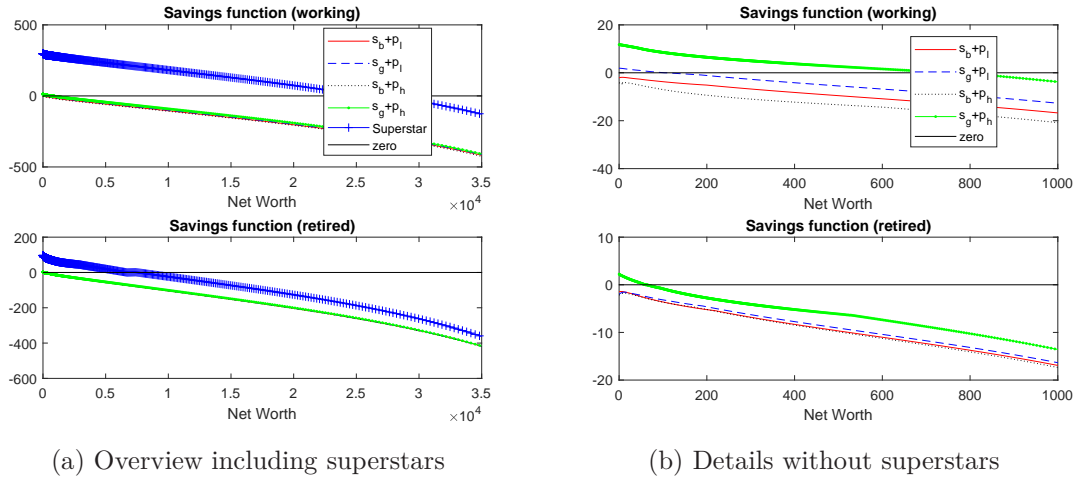 Savings function (working)
500
0
-500
0
0.5
1
1.5
2
2.5
3
3.5
Net Worth
×10^4
s_b+p_l
s_g+p_l
s_b+p_h
s_g+p_h
Superstar
zero
Savings function (retired)
200
0
-200
-400
-600
0
0.5
1
1.5
2
2.5
3
3.5
Net Worth
×10^4
(a) Overview including superstars
Savings function (working)
20
0
-20
-40
0
200
400
600
800
1000
Net Worth
s_b+p_l
s_g+p_l
s_b+p_h
s_g+p_h
zero
Savings function (retired)
10
0
-10
-20
0
200
400
600
800
1000
Net Worth
(b) Details without superstars